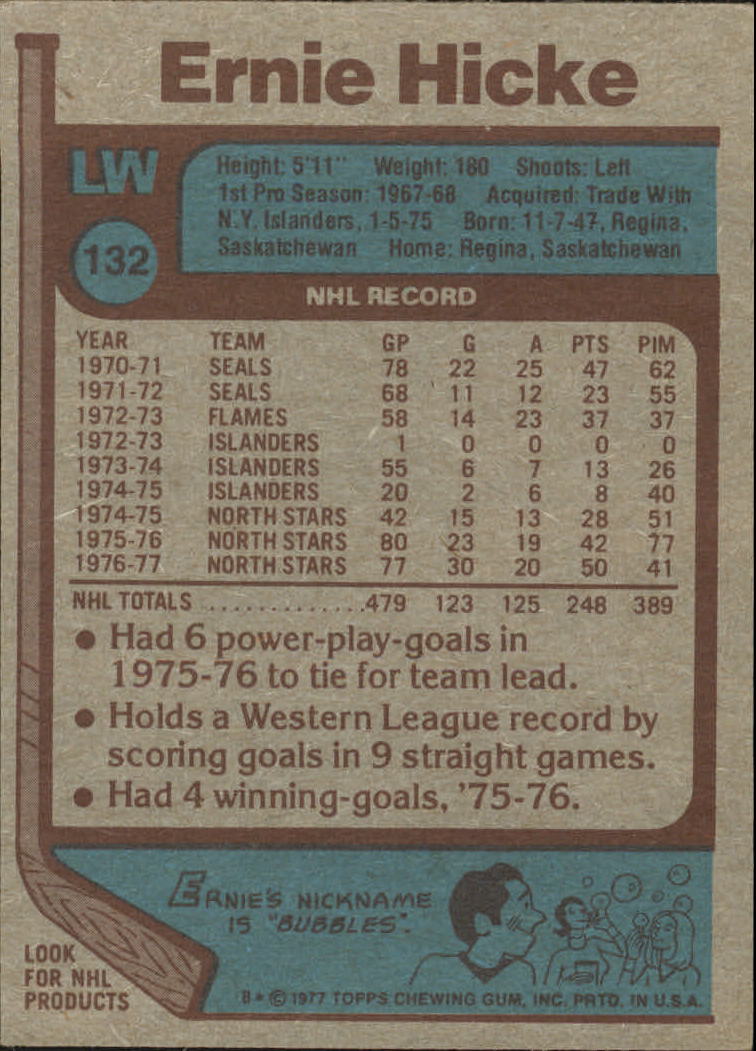 Ernie Hicke
LW
132
Height: 5'11" Weight: 180 Shoots: Left
1st Pro Season: 1967-68 Acquired: Trade With
N.Y. Islanders, 1-5-75 Born: 11-7-47, Regina,
Saskatchewan Home: Regina, Saskatchewan
NHL RECORD
YEAR TEAM GP G A PTS PIM
1970-71 SEALS 78 22 25 47 62
1971-72 SEALS 68 11 12 23 55
1972-73 FLAMES 58 14 23 37 37
1972-73 ISLANDERS 1 0 0 0 0
1973-74 ISLANDERS 55 6 7 13 26
1974-75 ISLANDERS 20 2 6 8 40
1974-75 NORTH STARS 42 15 13 28 51
1975-76 NORTH STARS 80 23 19 42 77
1976-77 NORTH STARS 77 30 20 50 41
NHL TOTALS .............479 123 125 248 389
• Had 6 power-play-goals in
1975-76 to tie for team lead.
• Holds a Western League record by
scoring goals in 9 straight games.
• Had 4 winning-goals, '75-76.
ERNIE'S NICKNAME
IS "BUBBLES".
LOOK
FOR NHL
PRODUCTS
B* © 1977 TOPPS CHEWING GUM, INC. PRTD. IN U.S.A.